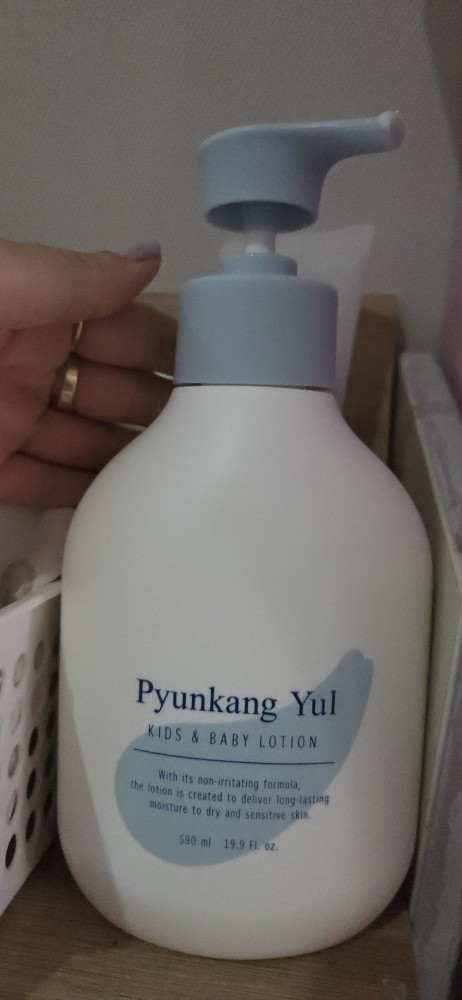 Pyunkang Yul
KIDS & BABY LOTION
With its non-irritating formula,
the lotion is created to deliver long-lasting
moisture to dry and sensitive skin.
590 ml 19.9 Fl. oz.